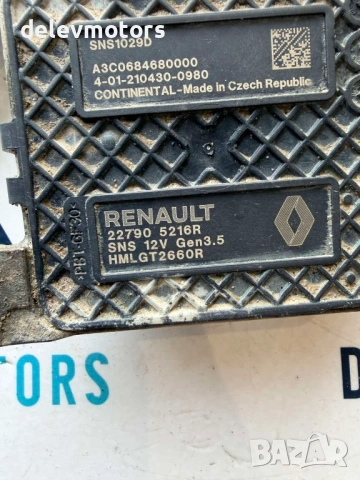 delevmotors
SNS1029D
A3C0684680000
4-01-210430-0980
CONTINENTAL-Made in Czech Republic
>PBT-GF30<
RENAULT
22790 5216R
SNS 12V Gen3.5
HMLGT2660R
TORS
BAZAR
bg